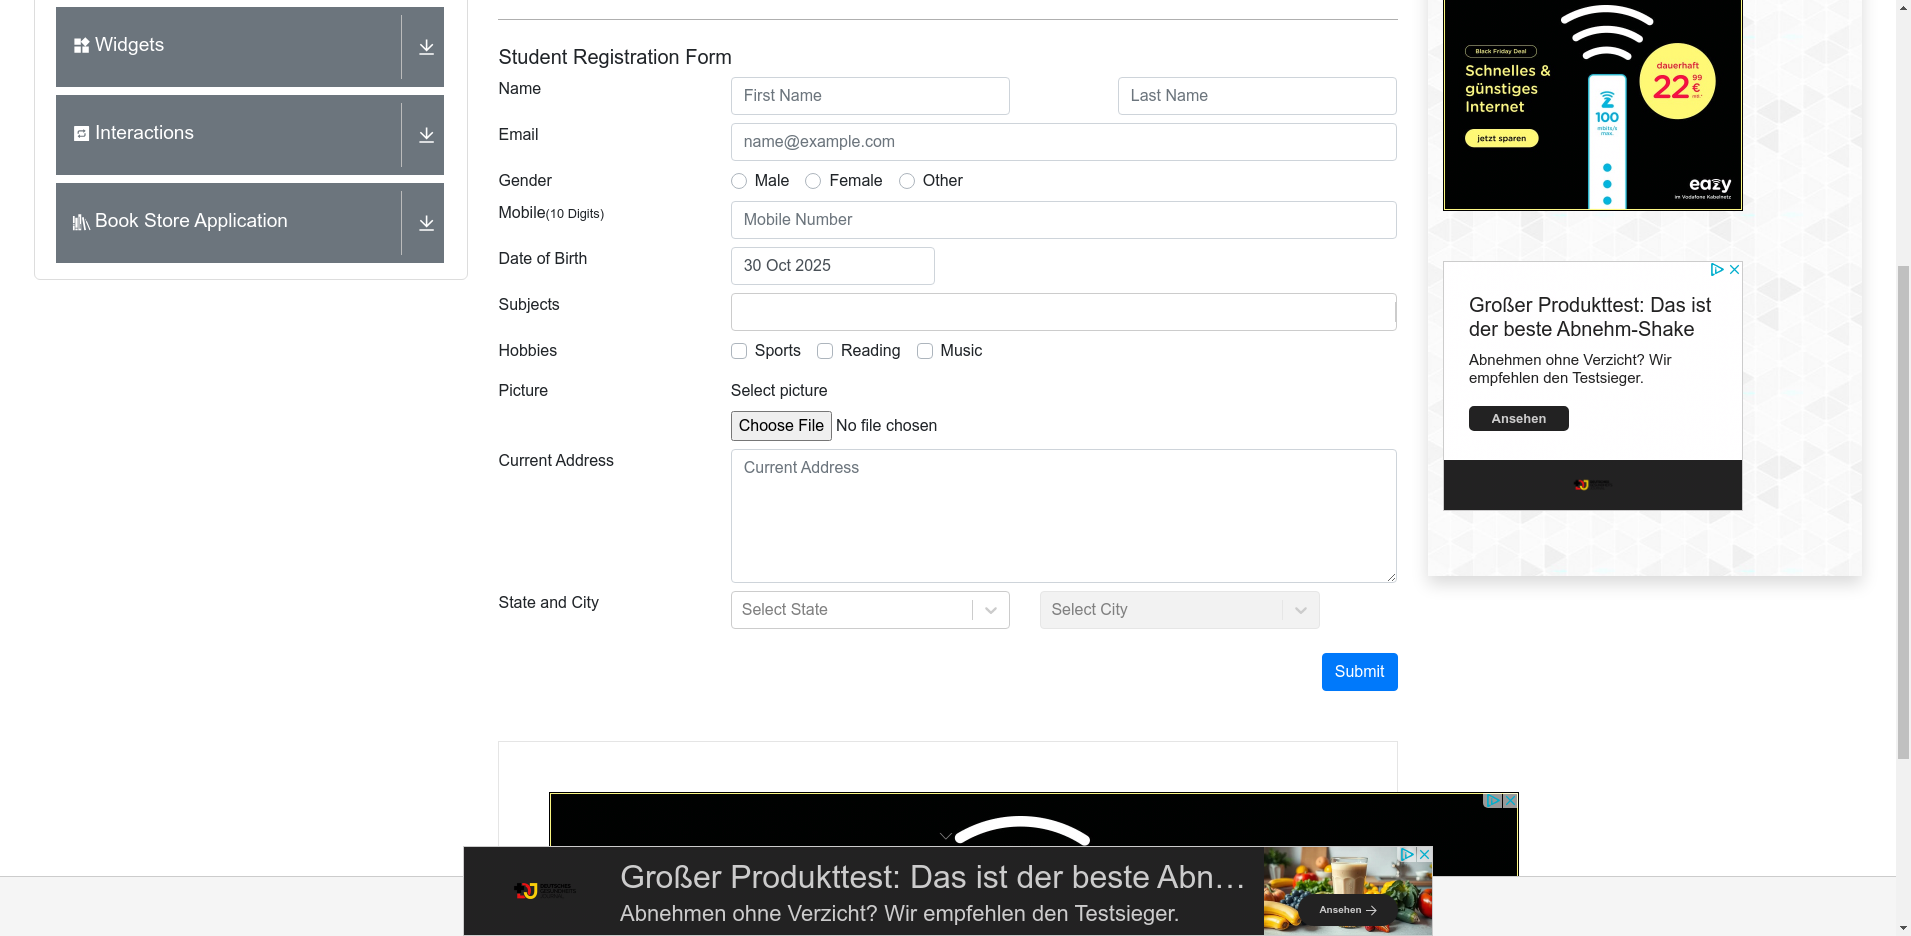 Widgets
Interactions
Book Store Application
Student Registration Form
Name
First Name
Last Name
Email
name@example.com
Gender
Male
Female
Other
Mobile(10 Digits)
Mobile Number
Date of Birth
30 Oct 2025
Subjects
Hobbies
Sports
Reading
Music
Picture
Select picture
Choose File
No file chosen
Current Address
Current Address
State and City
Select State
Select City
Submit
Black Friday Deal
Schnelles &
günstiges
Internet
jetzt sparen
dauerhaft
22 99 €
100
mbits/s
max.
eazy
im Vodafone Kabelnetz
Großer Produkttest: Das ist
der beste Abnehm-Shake
Abnehmen ohne Verzicht? Wir
empfehlen den Testsieger.
Ansehen
Großer Produkttest: Das ist der beste Abn...
Abnehmen ohne Verzicht? Wir empfehlen den Testsieger.
Ansehen